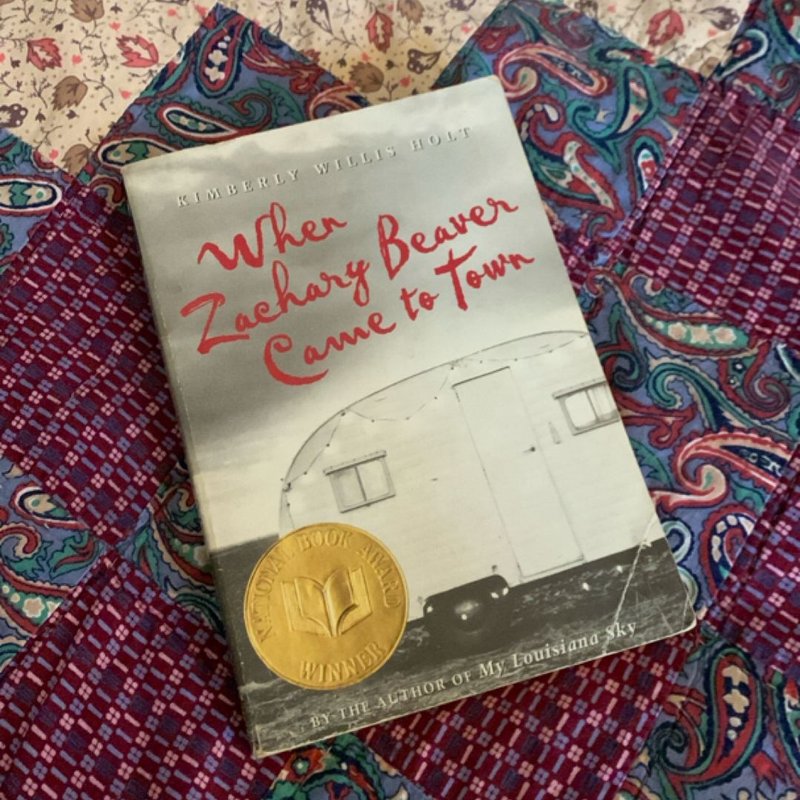 KIMBERLY WILLIS HOLT
When
Zachary Beaver
Came to Town
NATIONAL BOOK AWARD
WINNER
BY THE AUTHOR OF My Louisiana Sky